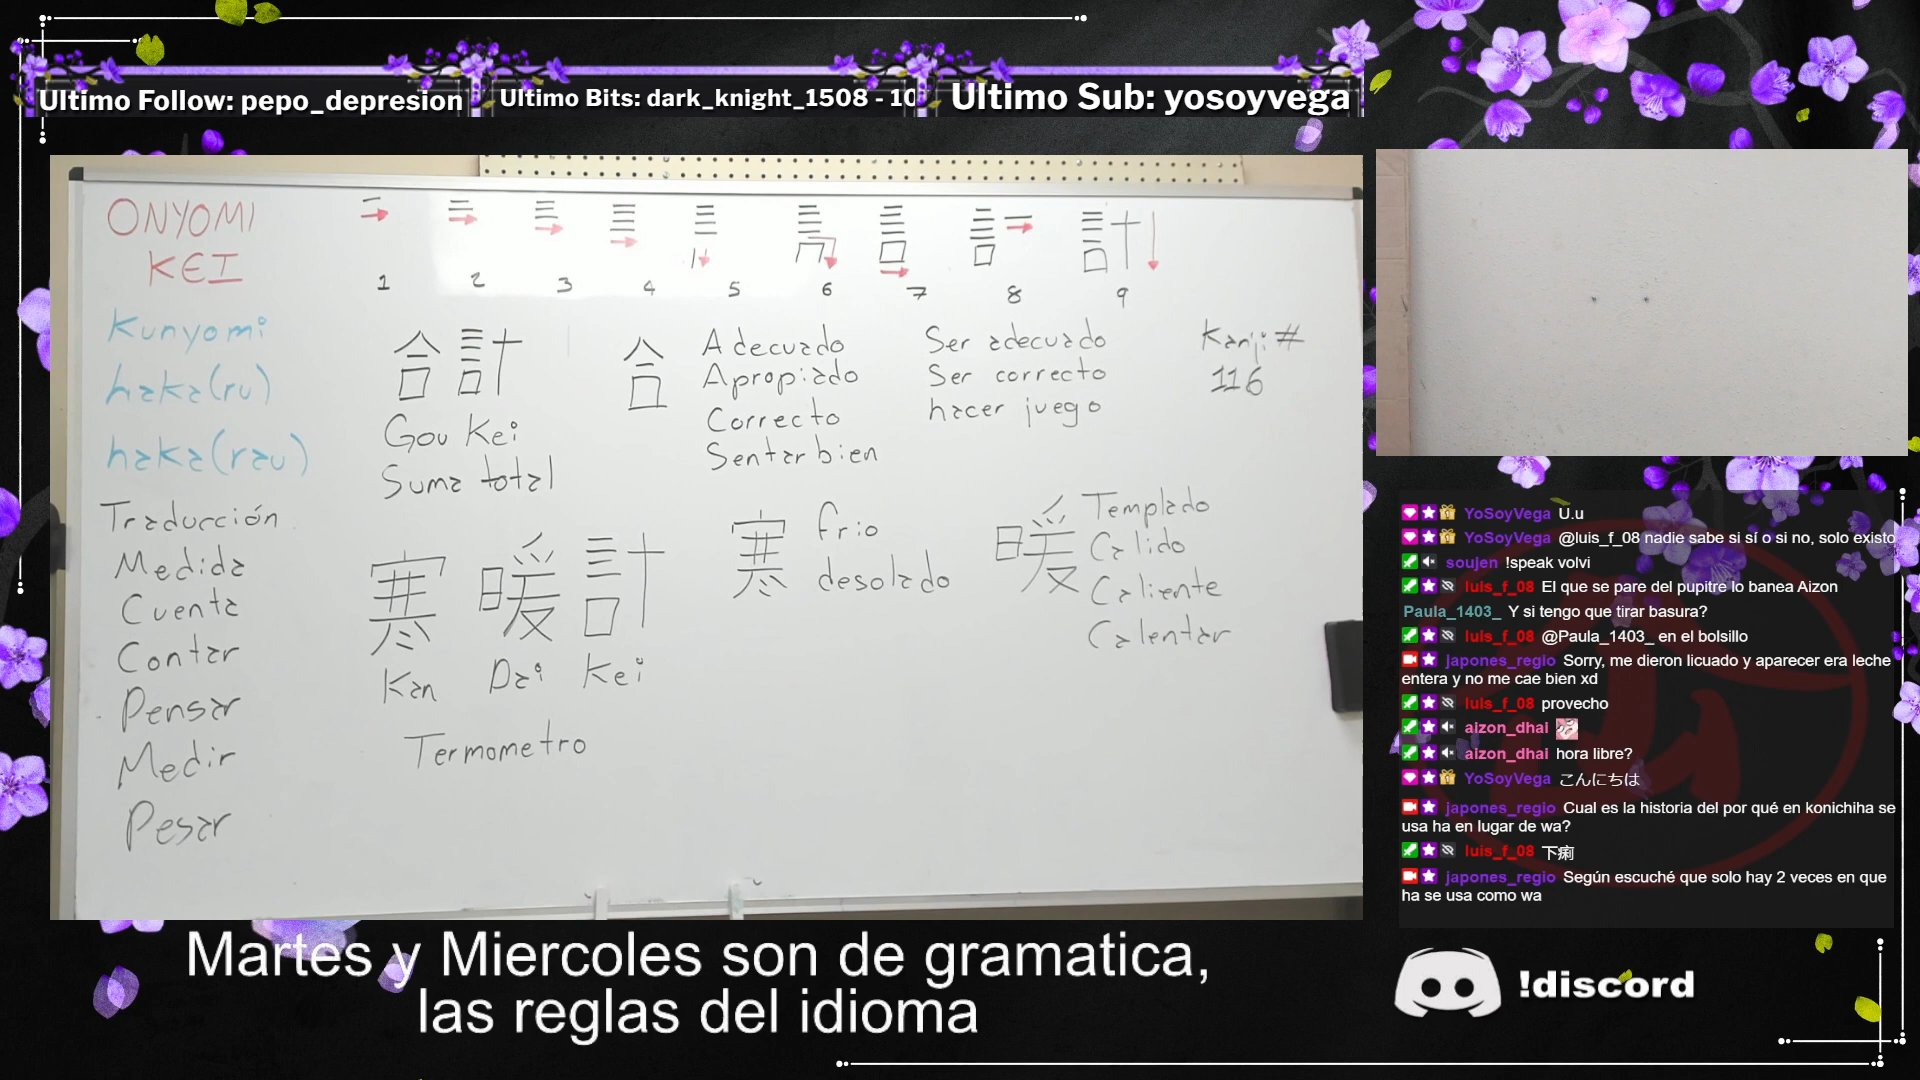 Ultimo Follow: pepo_depresion
Ultimo Bits: dark_knight_1508 - 10
Ultimo Sub: yosoyvega
ONYOMI
KEI
Kunyomi
haka(ru)
haka(rau)
Traducción
Medida
Cuenta
Contar
Pensar
Medir
Pesar
1 2 3 4 5 6 7 8 9
言 計
合計
Gou Kei
Suma total
合
Adecuado
Apropiado
Correcto
Sentar bien
Ser adecuado
Ser correcto
hacer juego
Kanji #
116
寒暖計
Kan Dai Kei
Termometro
寒
frio
desolado
暖
Templado
Calido
Caliente
Calentar
YoSoyVega U.u
YoSoyVega @luis_f_08 nadie sabe si sí o si no, solo existo
soujen !speak volvi
luis_f_08 El que se pare del pupitre lo banea Aizon
Paula_1403_ Y si tengo que tirar basura?
luis_f_08 @Paula_1403_ en el bolsillo
japones_regio Sorry, me dieron licuado y aparecer era leche
entera y no me cae bien xd
luis_f_08 provecho
aizon_dhai
aizon_dhai hora libre?
YoSoyVega こんにちは
japones_regio Cual es la historia del por qué en konichiha se
usa ha en lugar de wa?
luis_f_08 下痢
japones_regio Según escuché que solo hay 2 veces en que
ha se usa como wa
Martes y Miercoles son de gramatica,
las reglas del idioma
!discord